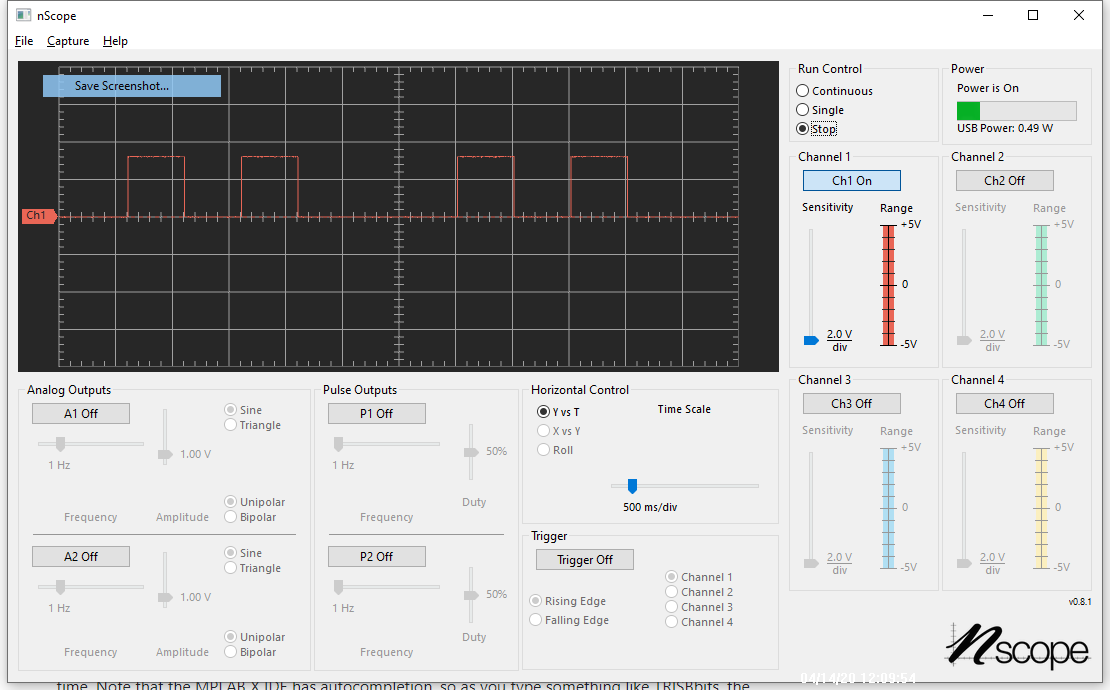 nScope
File Capture Help
Save Screenshot...
Ch1
Run Control
Continuous
Single
Stop
Power
Power is On
USB Power: 0.49 W
Channel 1
Ch1 On
Sensitivity Range
+5V
0
2.0 V
div
-5V
Channel 2
Ch2 Off
Sensitivity Range
+5V
0
2.0 V
div
-5V
Analog Outputs
A1 Off
Sine
Triangle
1.00 V
1 Hz
Unipolar
Bipolar
Frequency Amplitude
A2 Off
Sine
Triangle
1.00 V
1 Hz
Unipolar
Bipolar
Frequency Amplitude
Pulse Outputs
P1 Off
50%
1 Hz
Duty
Frequency
P2 Off
50%
1 Hz
Duty
Frequency
Horizontal Control
Y vs T
X vs Y
Roll
Time Scale
500 ms/div
Trigger
Trigger Off
Rising Edge
Falling Edge
Channel 1
Channel 2
Channel 3
Channel 4
Channel 3
Ch3 Off
Sensitivity Range
+5V
0
2.0 V
div
-5V
Channel 4
Ch4 Off
Sensitivity Range
+5V
0
2.0 V
div
-5V
v0.8.1
nscope
04/14/20 12:09:54
time. Note that the MPLAB X IDE has autocompletion, so as you type something like TRISBbits, the